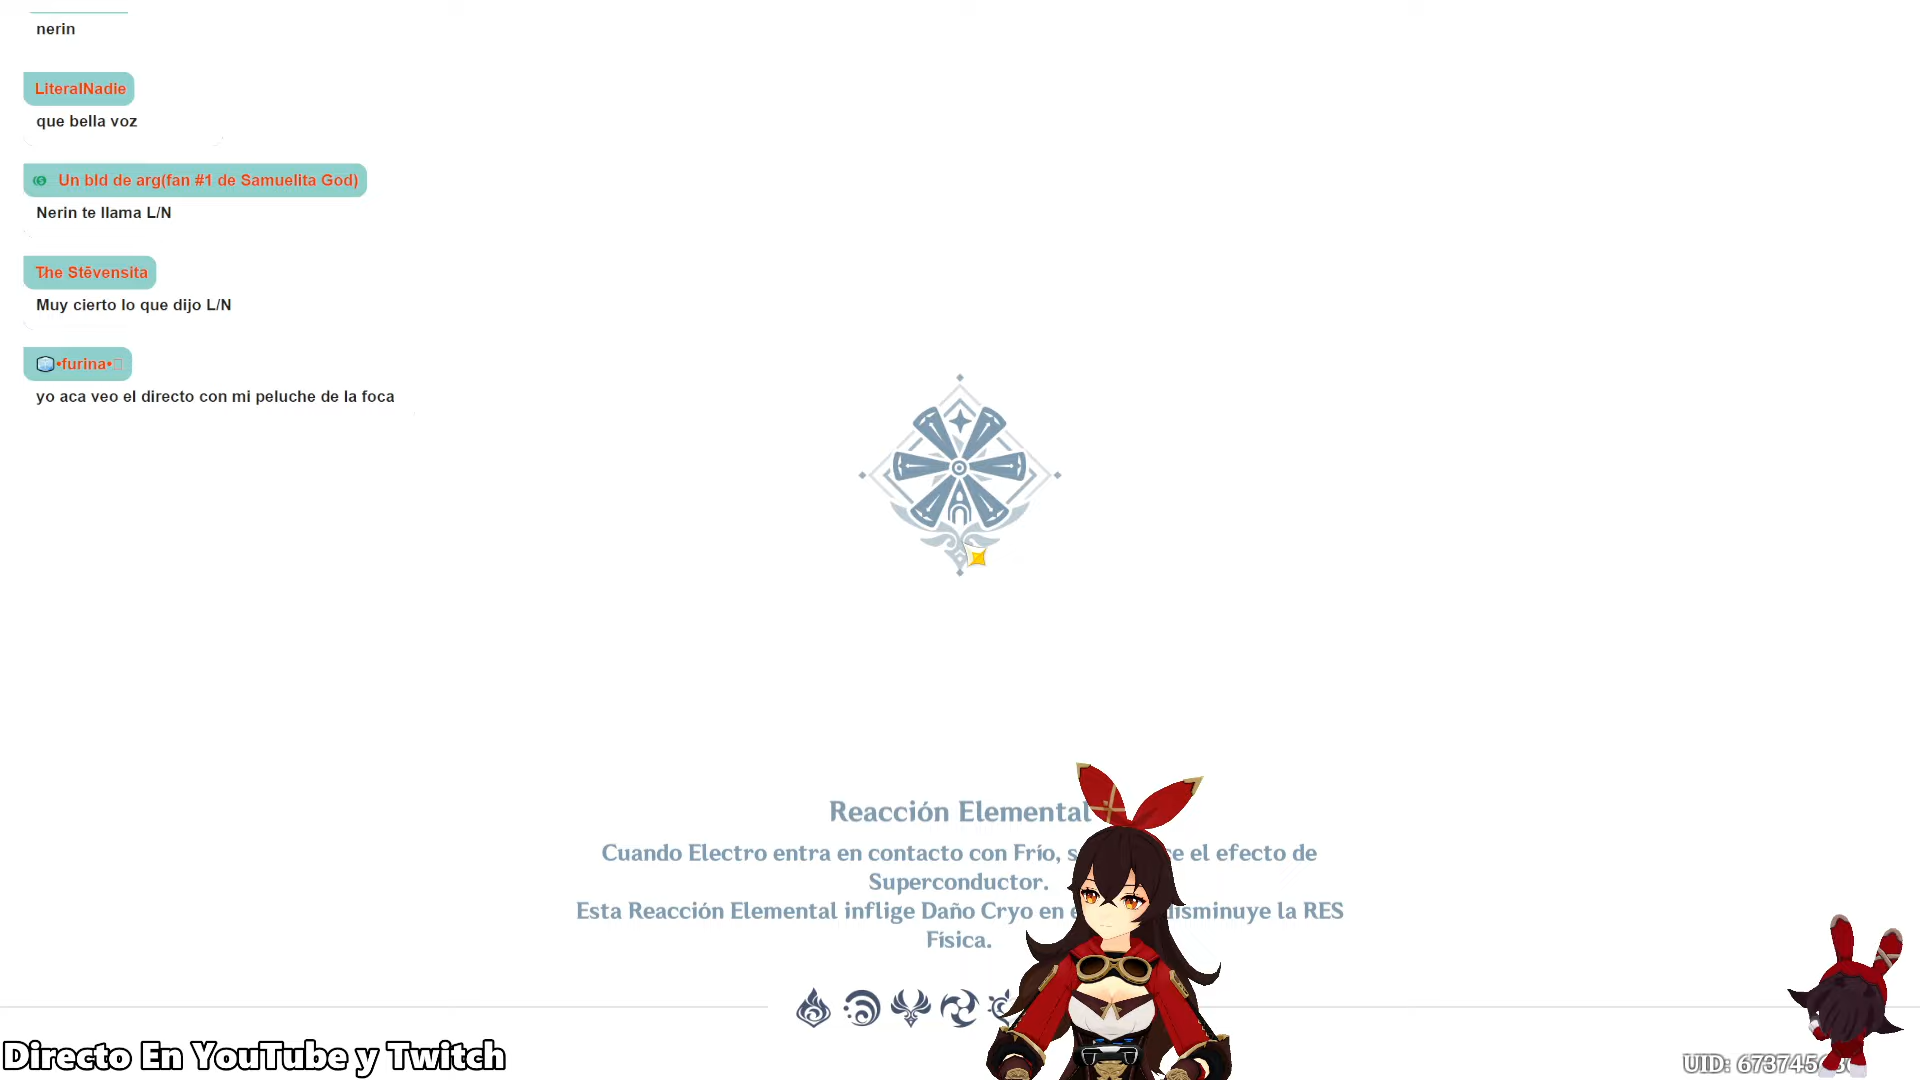 nerin
LiteralNadie
que bella voz
Un bld de arg(fan #1 de Samuelita God)
Nerin te llama L/N
The Stēvensita
Muy cierto lo que dijo L/N
•furina•
yo aca veo el directo con mi peluche de la foca
Reacción Elemental
Cuando Electro entra en contacto con Frío, el efecto de
Superconductor.
Esta Reacción Elemental inflige Daño Cryo en disminuye la RES
Física.
Directo En YouTube y Twitch
UID: